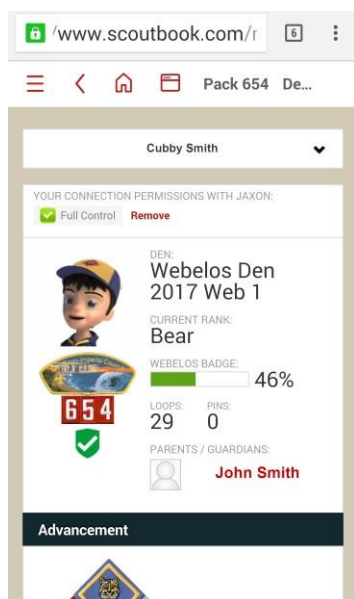 /www.scoutbook.com/r
6
Pack 654 De...
Cubby Smith
YOUR CONNECTION PERMISSIONS WITH JAXON:
Full Control Remove
DEN:
Webelos Den
2017 Web 1
CURRENT RANK:
Bear
WEBELOS BADGE:
46%
654
LOOPS: PINS:
29 0
PARENTS / GUARDIANS:
John Smith
Advancement